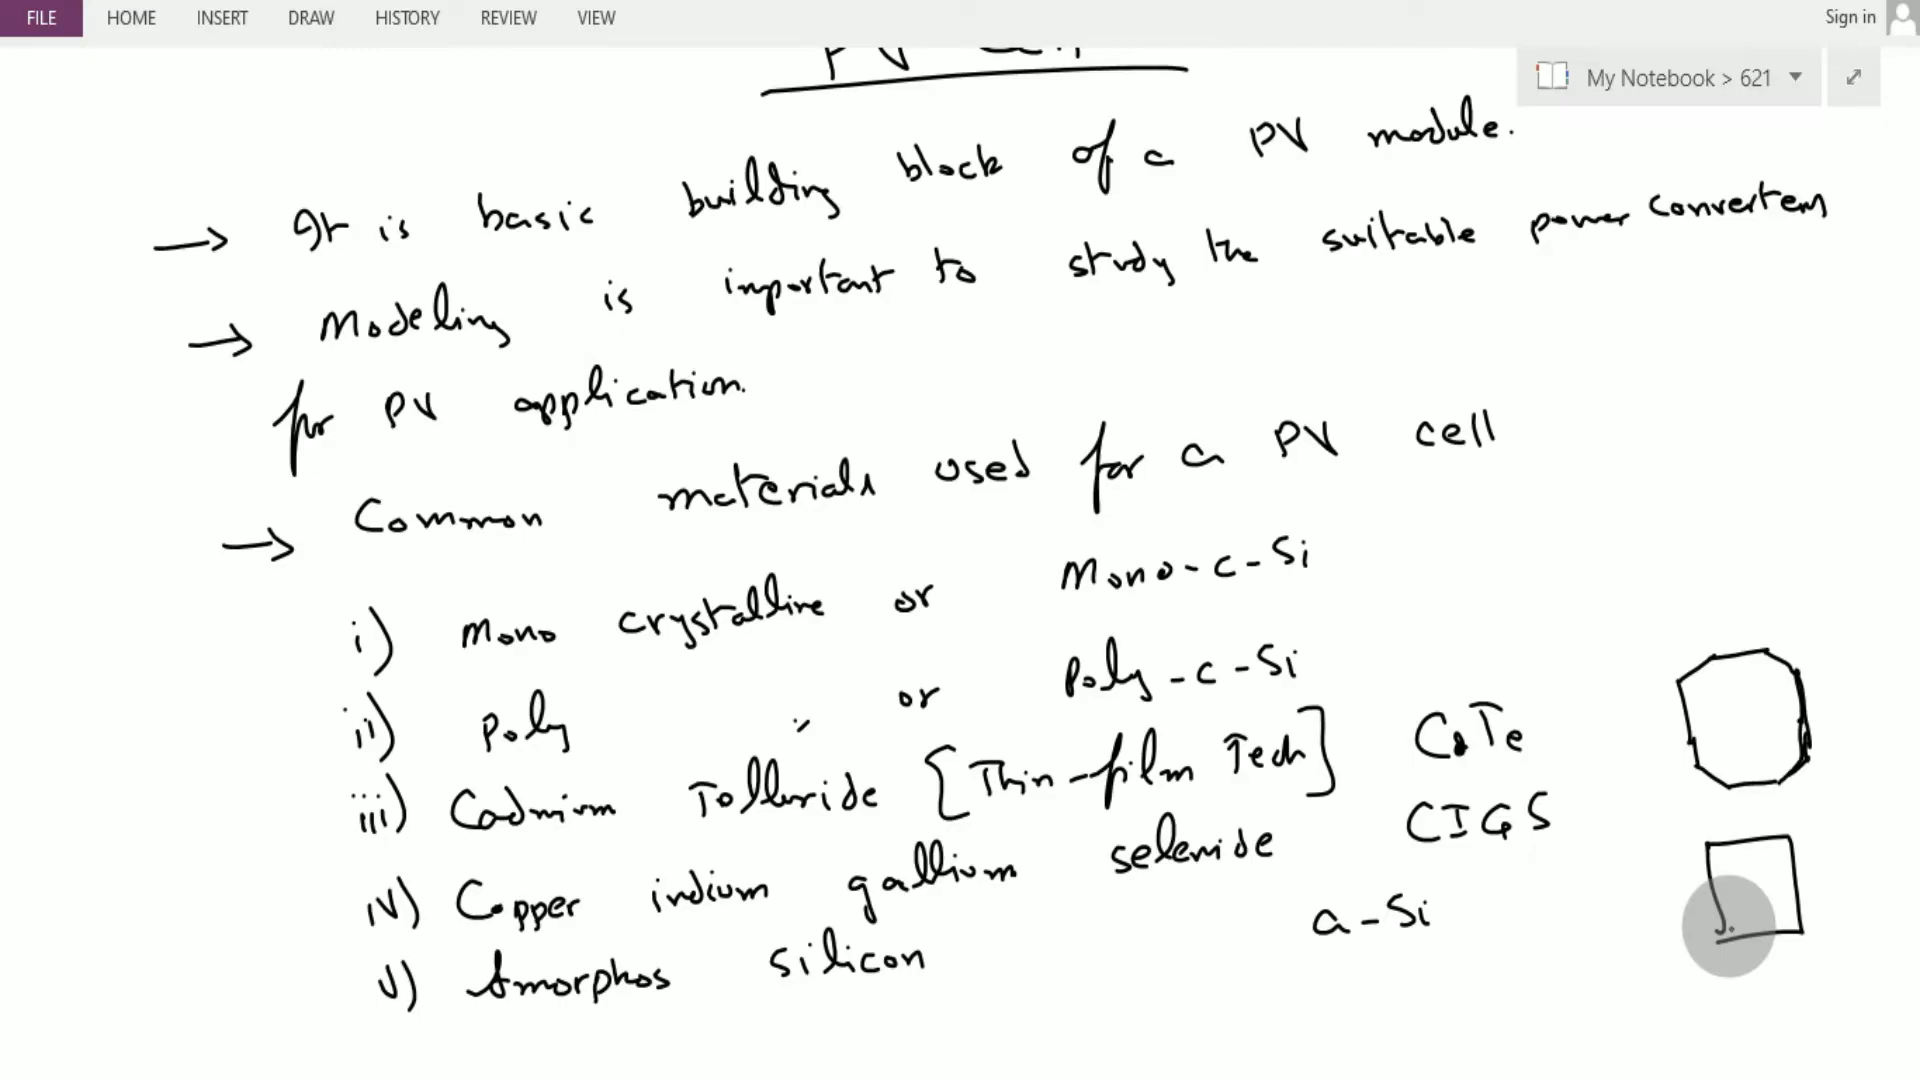 FILE HOME INSERT DRAW HISTORY REVIEW VIEW Sign in
My Notebook > 621
PV cell
→ It is basic building block of a PV module.
→ Modeling is important to study the suitable power converters
for PV application.
→ Common materials used for a PV cell
i) Mono crystalline or Mono-c-Si
ii) Poly " or Poly-c-Si
iii) Cadmium Telluride [Thin-film Tech] CdTe
iv) Copper indium gallium selenide CIGS
v) Amorphos silicon a-Si